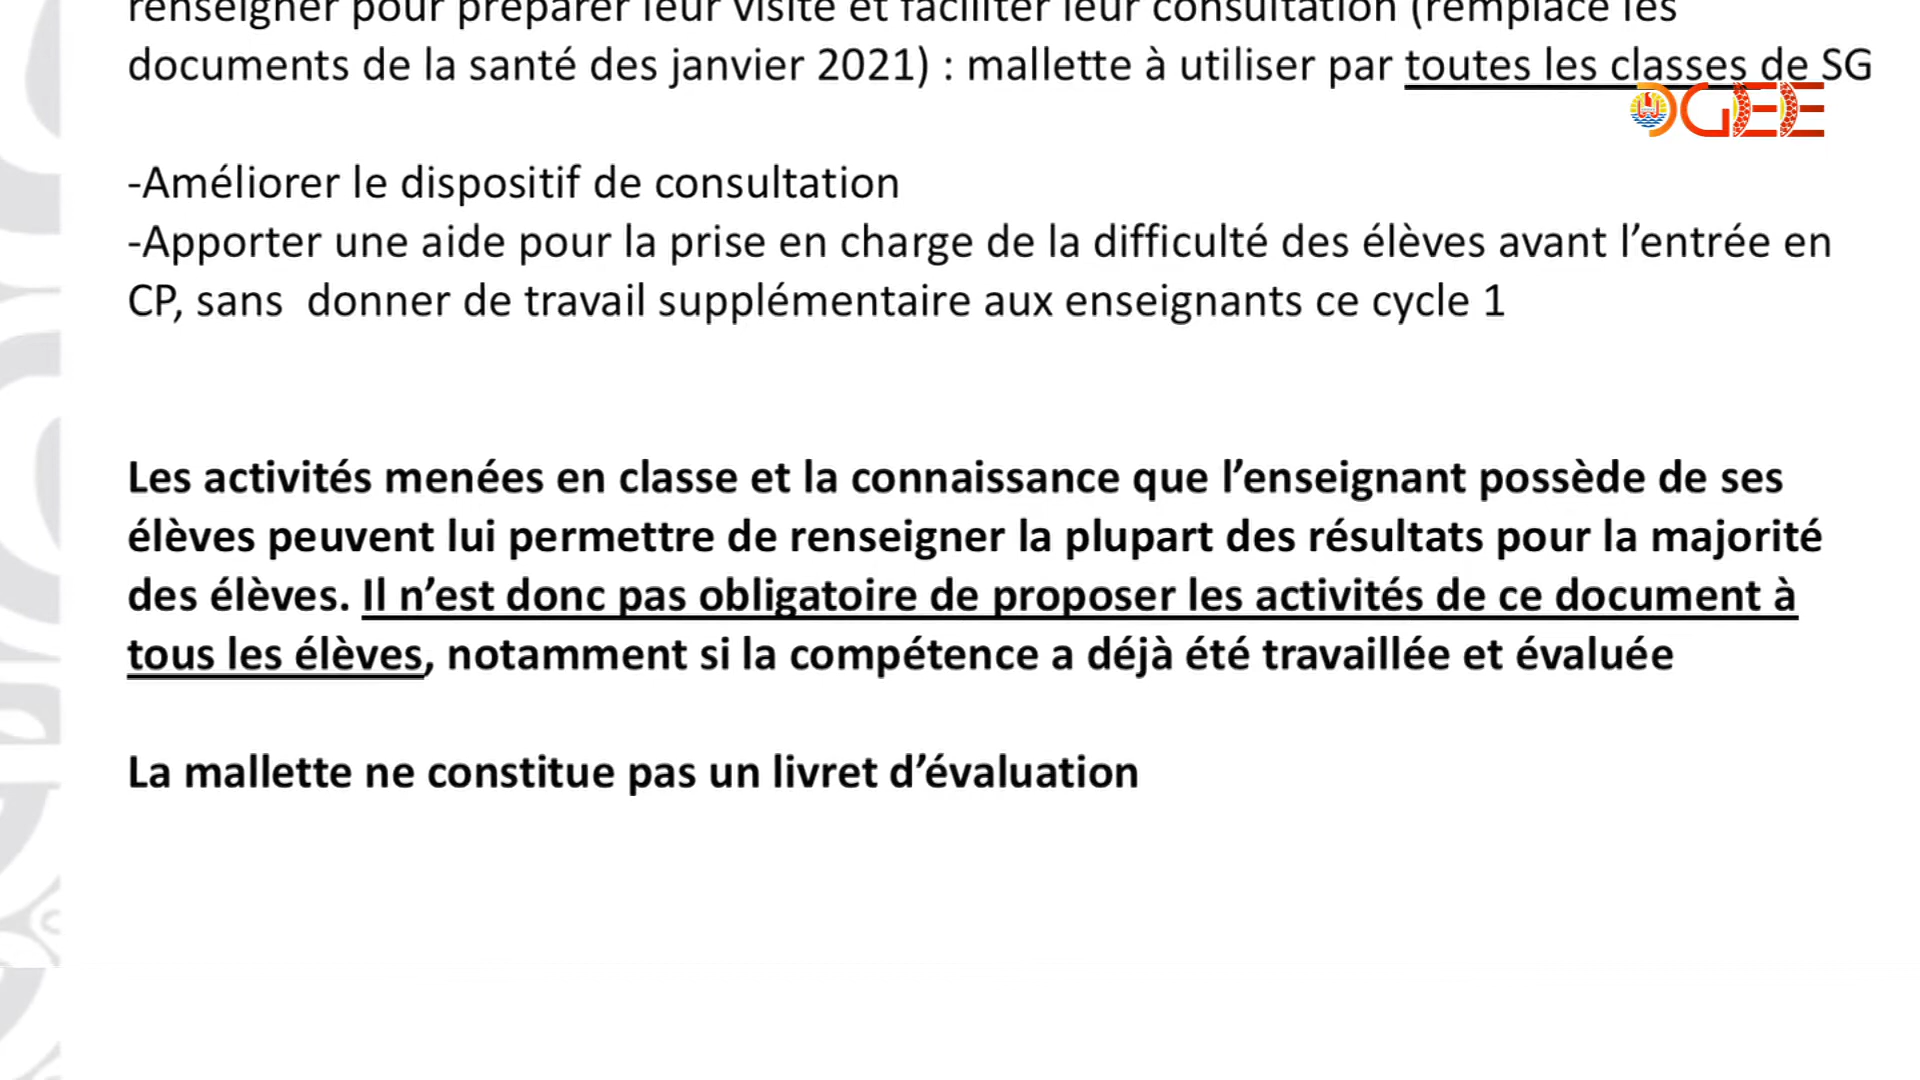 renseigner pour préparer leur visite et faciliter leur consultation (remplace les
documents de la santé des janvier 2021) : mallette à utiliser par toutes les classes de SG
DGEE
-Améliorer le dispositif de consultation
-Apporter une aide pour la prise en charge de la difficulté des élèves avant l’entrée en
CP, sans  donner de travail supplémentaire aux enseignants ce cycle 1
Les activités menées en classe et la connaissance que l’enseignant possède de ses
élèves peuvent lui permettre de renseigner la plupart des résultats pour la majorité
des élèves. Il n’est donc pas obligatoire de proposer les activités de ce document à
tous les élèves, notamment si la compétence a déjà été travaillée et évaluée
La mallette ne constitue pas un livret d’évaluation